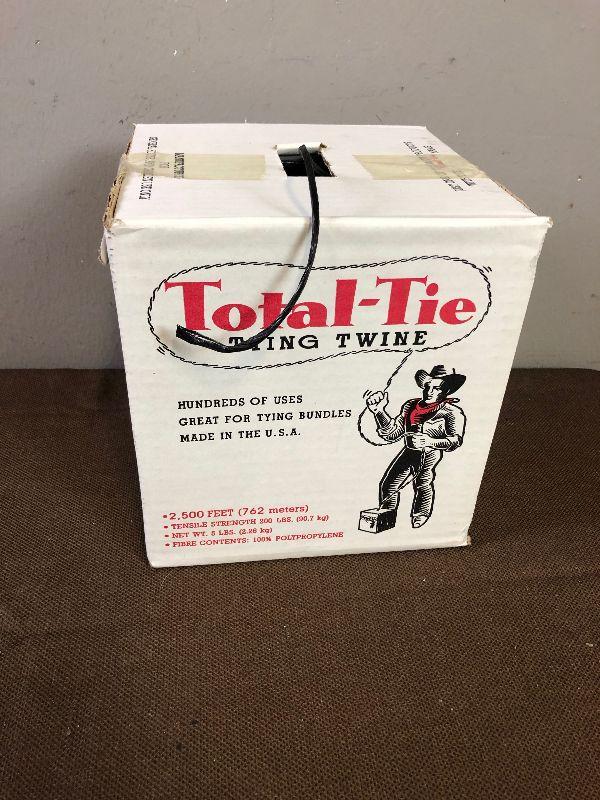 Total-Tie
TYING TWINE
HUNDREDS OF USES
GREAT FOR TYING BUNDLES
MADE IN THE U.S.A.
•2,500 FEET (762 meters)
• TENSILE STRENGTH 200 LBS. (90.7 kg)
• NET WT. 5 LBS. (2.26 kg)
• FIBRE CONTENTS: 100% POLYPROPYLENE